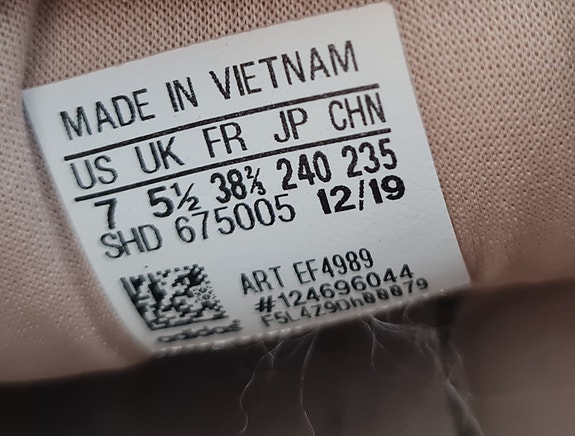 MADE IN VIETNAM
US UK FR JP CHN
7 5½ 38⅔ 240 235
SHD 675005 12/19
ART EF4989
#124696044
F5L4Z9Dh00079
adidas